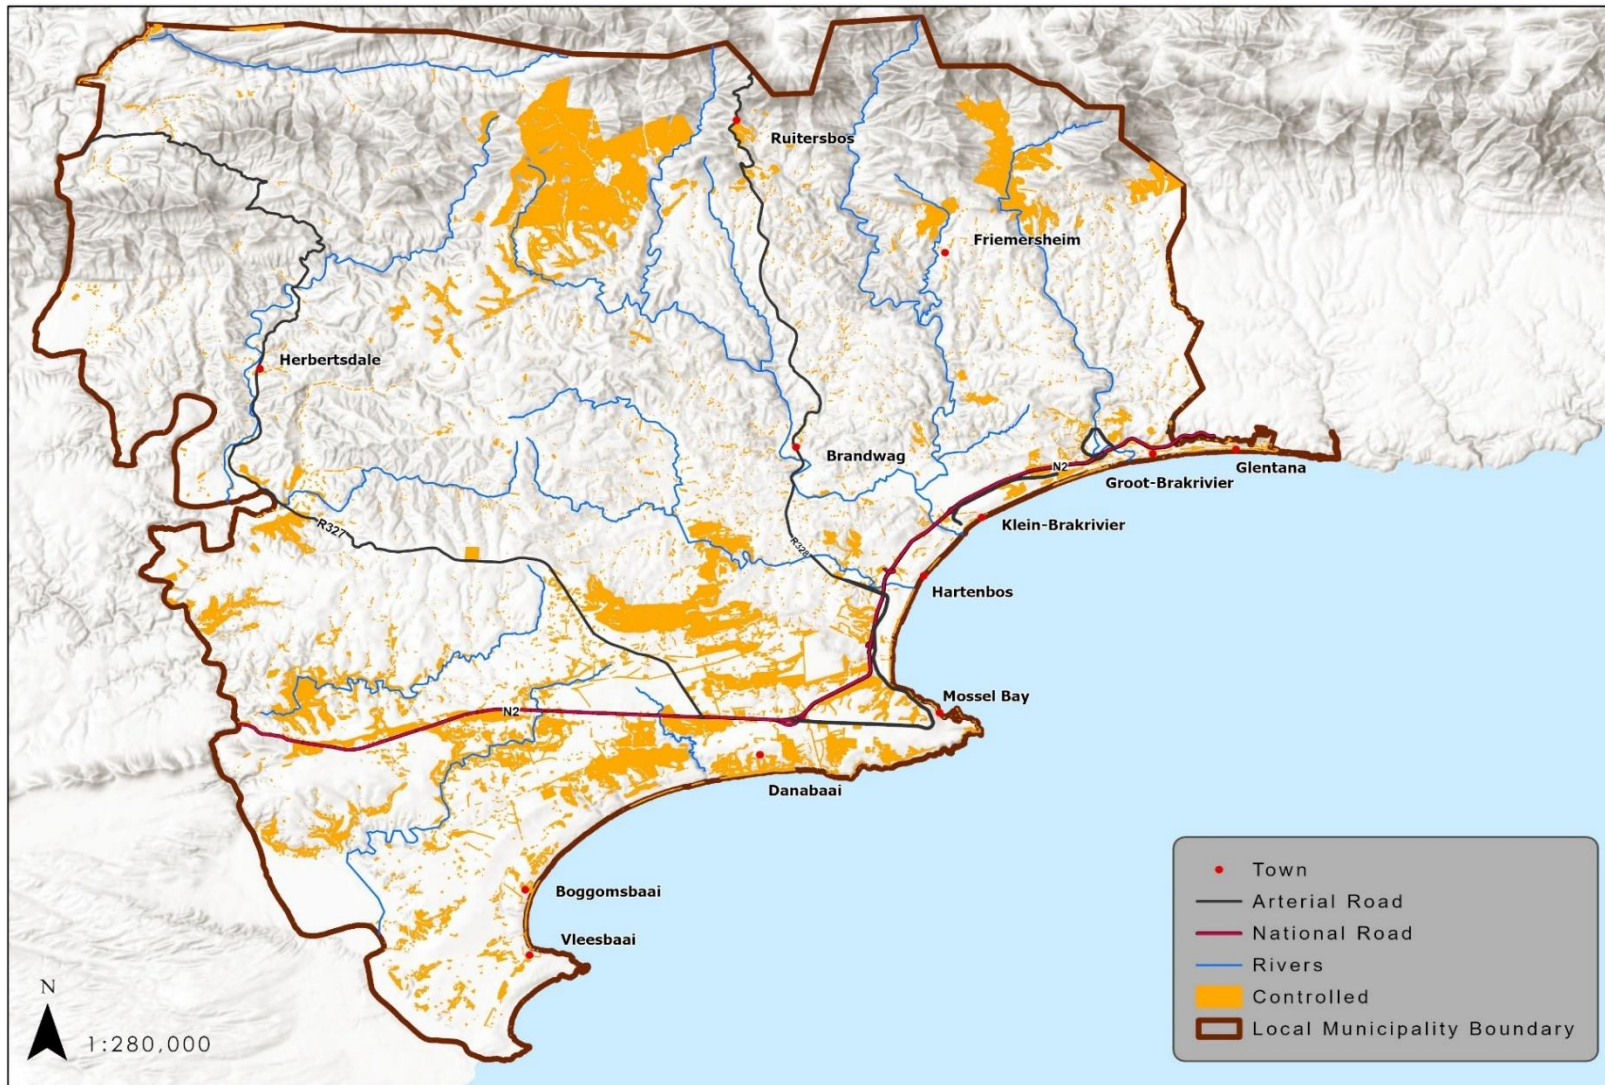 Ruitersbos
Friemersheim
Herbertsdale
Brandwag
N2
Glentana
Groot-Brakrivier
Klein-Brakrivier
R327
R328
Hartenbos
Mossel Bay
N2
Danabaai
Boggomsbaai
Vleesbaai
Town
Arterial Road
National Road
Rivers
Controlled
Local Municipality Boundary
N
1:280,000